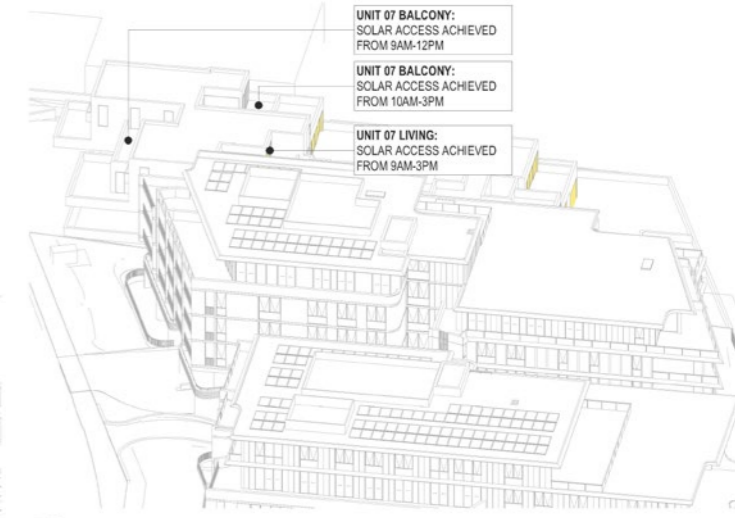 UNIT 07 BALCONY:
SOLAR ACCESS ACHIEVED
FROM 9AM-12PM
UNIT 07 BALCONY:
SOLAR ACCESS ACHIEVED
FROM 10AM-3PM
UNIT 07 LIVING:
SOLAR ACCESS ACHIEVED
FROM 9AM-3PM